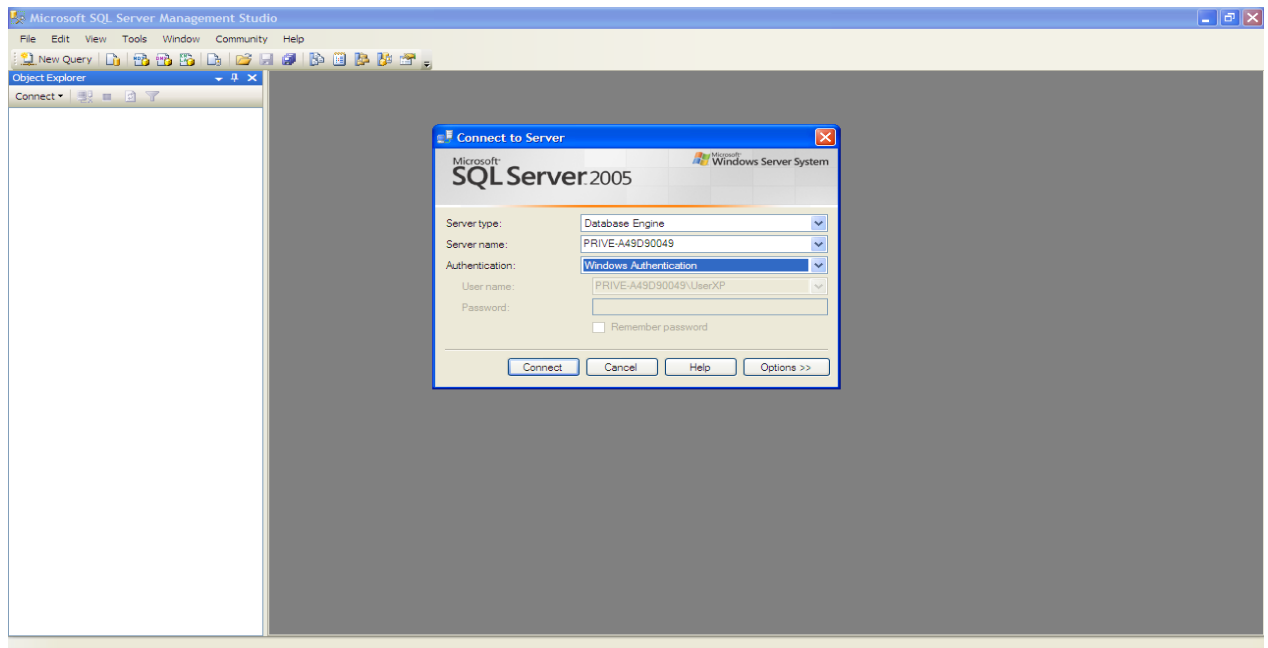 Microsoft SQL Server Management Studio
File Edit View Tools Window Community Help
New Query
Object Explorer
Connect
Connect to Server
Microsoft
SQL Server 2005
Microsoft
Windows Server System
Server type: Database Engine
Server name: PRIVE-A49D90049
Authentication: Windows Authentication
User name: PRIVE-A49D90049\UserXP
Password:
Remember password
Connect Cancel Help Options >>